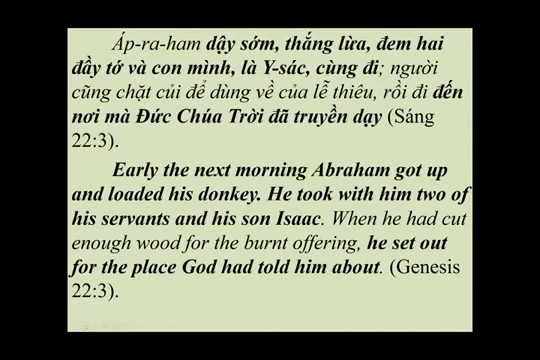 Áp-ra-ham dậy sớm, thắng lừa, đem hai
đầy tớ và con mình, là Y-sác, cùng đi; người
cũng chặt củi để dùng về của lễ thiêu, rồi đi đến
nơi mà Đức Chúa Trời đã truyền dạy (Sáng
22:3).
Early the next morning Abraham got up
and loaded his donkey. He took with him two of
his servants and his son Isaac. When he had cut
enough wood for the burnt offering, he set out
for the place God had told him about. (Genesis
22:3).